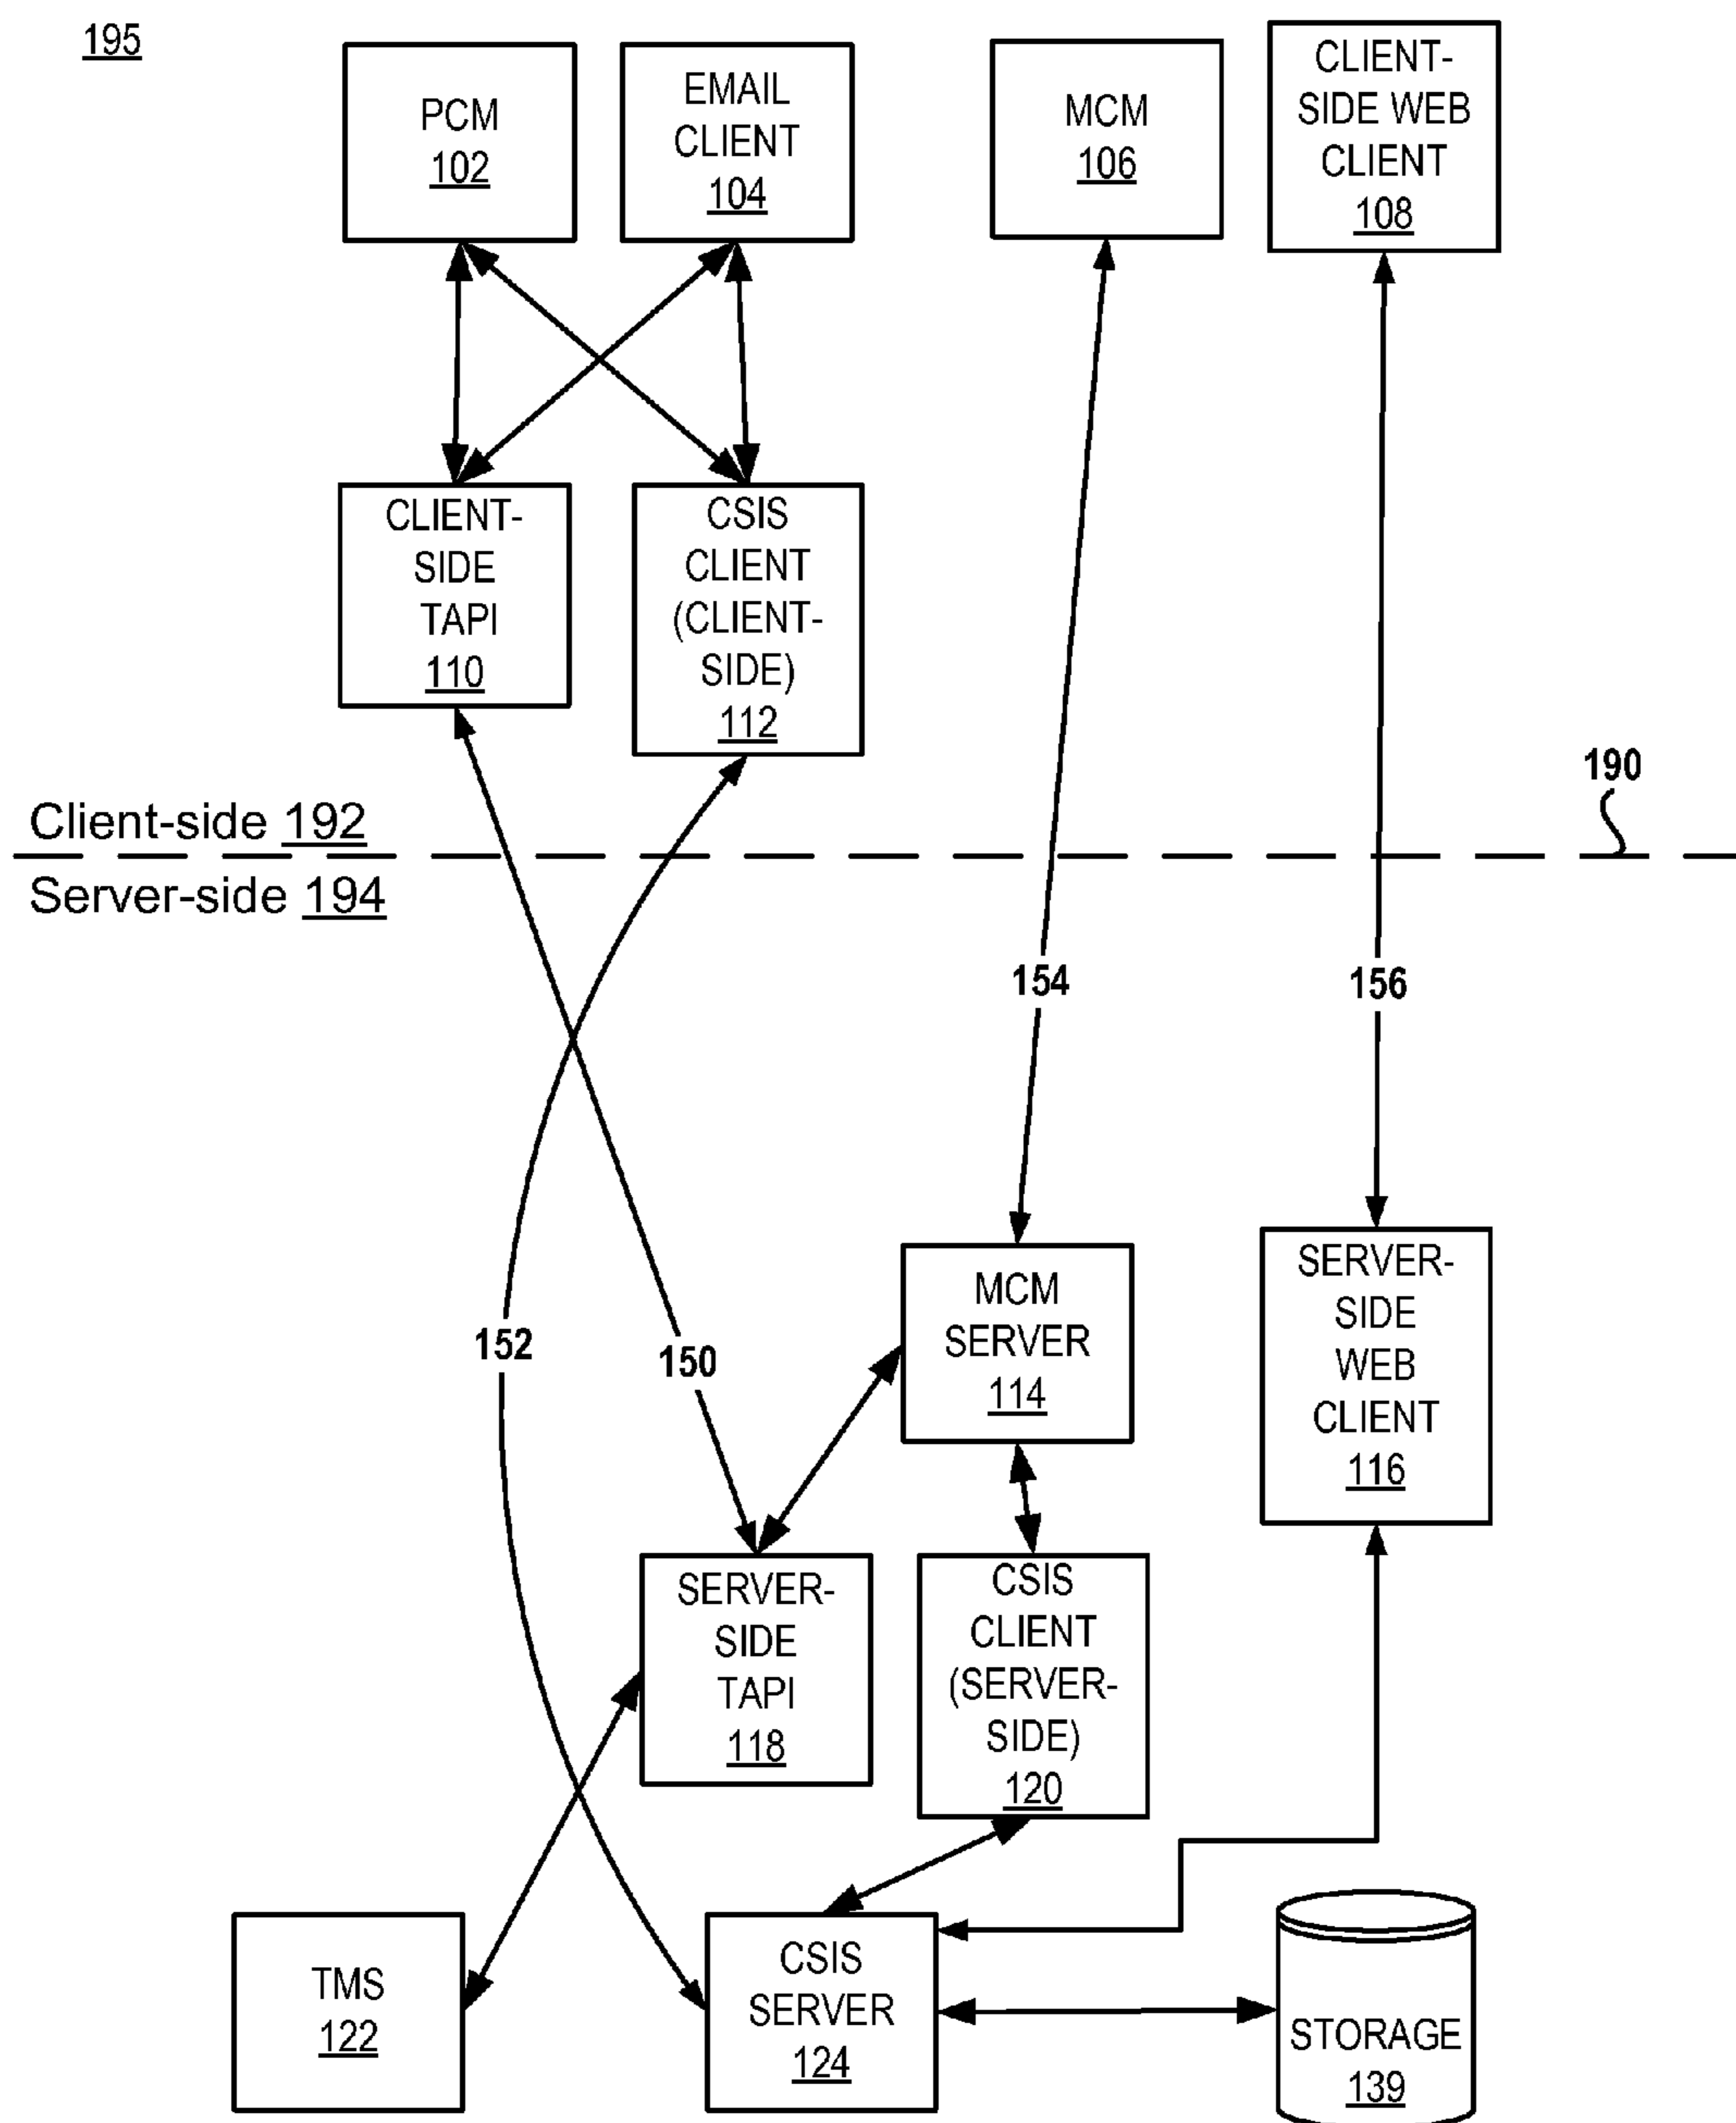 195
PCM
102
EMAIL
CLIENT
104
MCM
106
CLIENT-
SIDE WEB
CLIENT
108
CLIENT-
SIDE
TAPI
110
CSIS
CLIENT
(CLIENT-
SIDE)
112
190
Client-side 192
Server-side 194
154
156
152
150
MCM
SERVER
114
SERVER-
SIDE
WEB
CLIENT
116
SERVER-
SIDE
TAPI
118
CSIS
CLIENT
(SERVER-
SIDE)
120
TMS
122
CSIS
SERVER
124
STORAGE
139